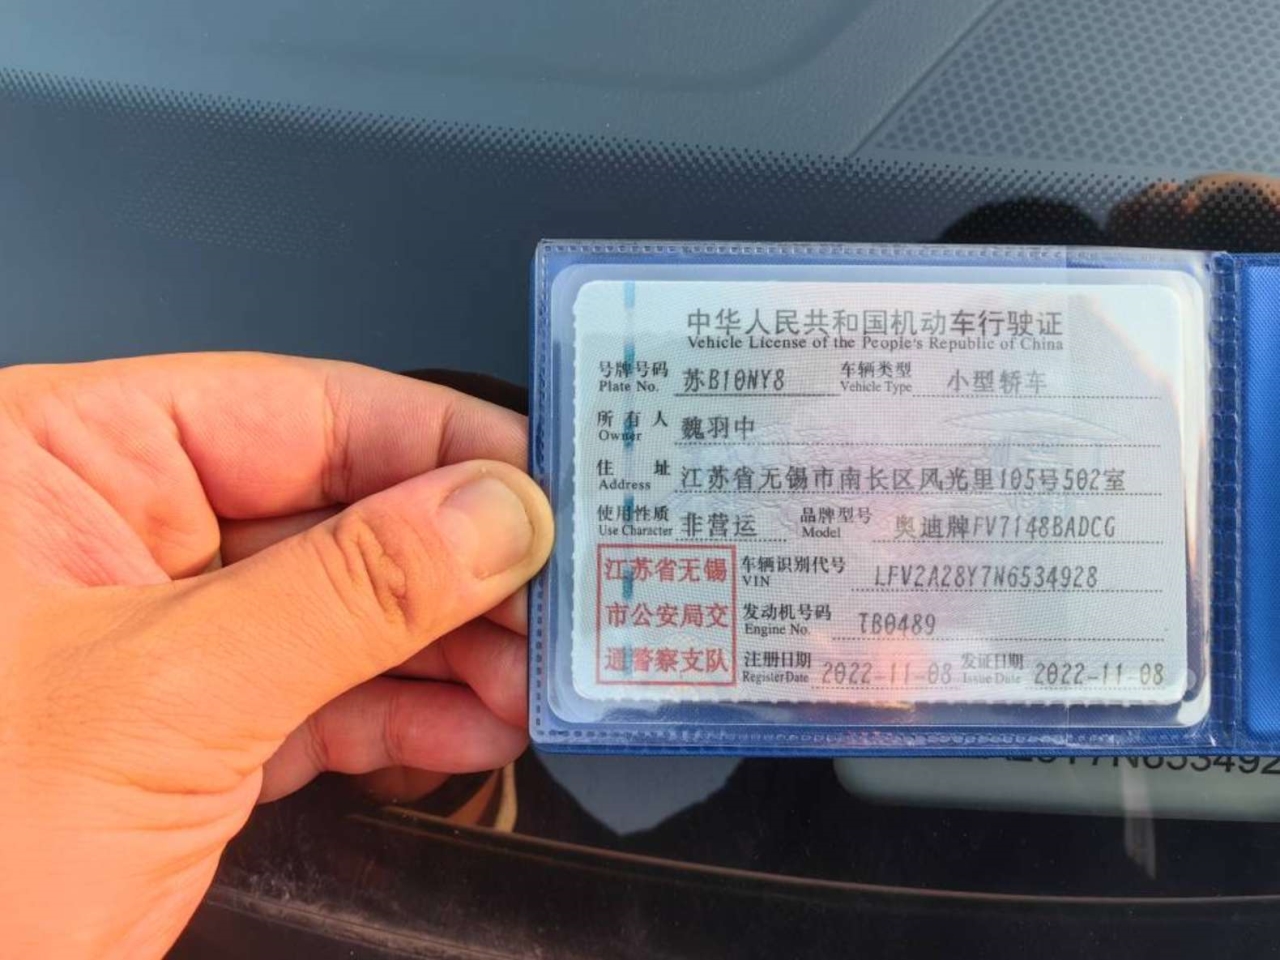 中华人民共和国机动车行驶证
Vehicle License of the People's Republic of China
号牌号码 苏B10NY8 车辆类型 小型轿车
Plate No. Vehicle Type
所有人 魏羽中
Owner
住址 江苏省无锡市南长区风光里105号502室
Address
使用性质 非营运 品牌型号 奥迪牌FV7148BADCG
Use Character Model
江苏省无锡 车辆识别代号 LFV2A28Y7N6534928
VIN
市公安局交 发动机号码 TB0489
Engine No.
通警察支队 注册日期 2022-11-08 发证日期 2022-11-08
Register Date Issue Date